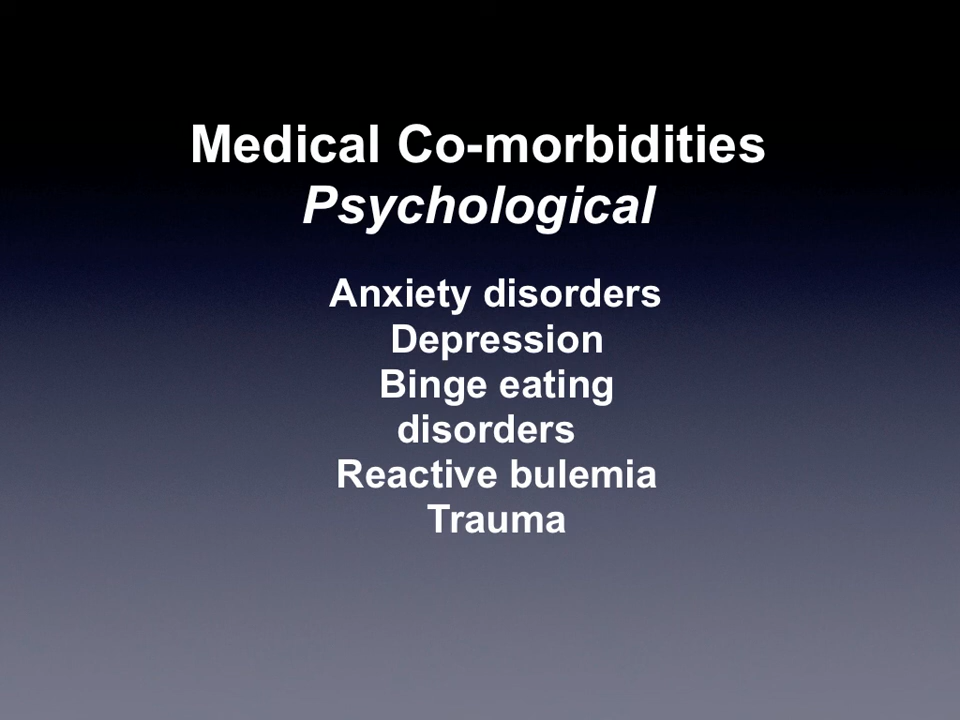 Medical Co-morbidities
Psychological
Anxiety disorders
Depression
Binge eating
disorders
Reactive bulemia
Trauma